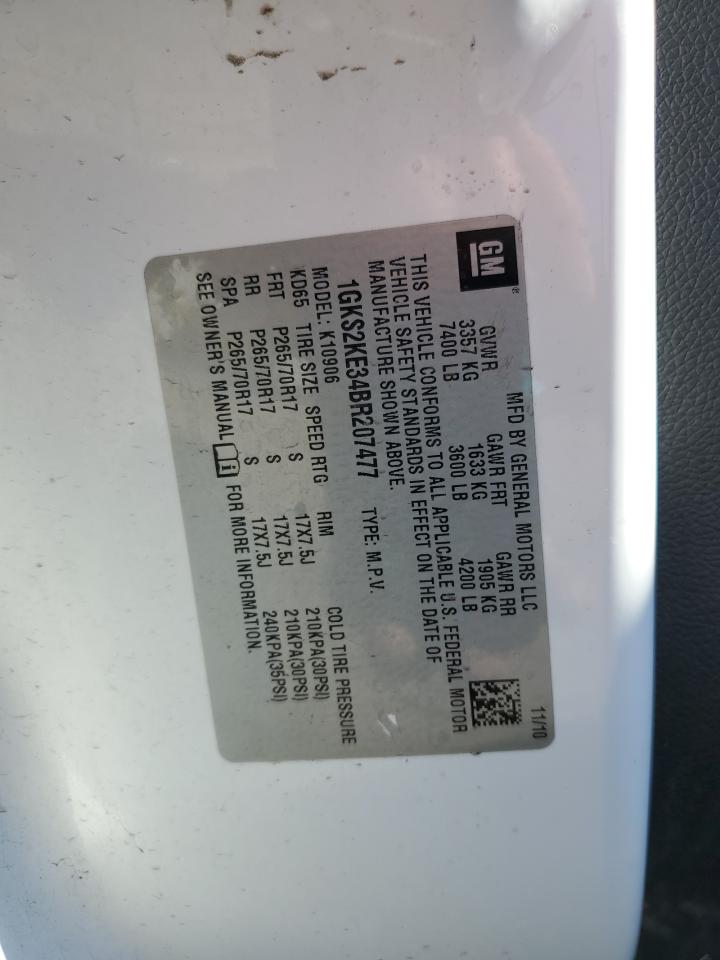 GM®
MFD BY GENERAL MOTORS LLC 11/10
GVWR GAWR FRT GAWR RR
3357 KG 1633 KG 1905 KG
7400 LB 3600 LB 4200 LB
THIS VEHICLE CONFORMS TO ALL APPLICABLE U.S. FEDERAL MOTOR
VEHICLE SAFETY STANDARDS IN EFFECT ON THE DATE OF
MANUFACTURE SHOWN ABOVE.
1GKS2KE34BR207477 TYPE: M.P.V.
MODEL: K10906
KD65 TIRE SIZE SPEED RTG RIM COLD TIRE PRESSURE
FRT P265/70R17 S 17X7.5J 210KPA(30PSI)
RR P265/70R17 S 17X7.5J 210KPA(30PSI)
SPA P265/70R17 S 17X7.5J 240KPA(35PSI)
SEE OWNER'S MANUAL i FOR MORE INFORMATION.